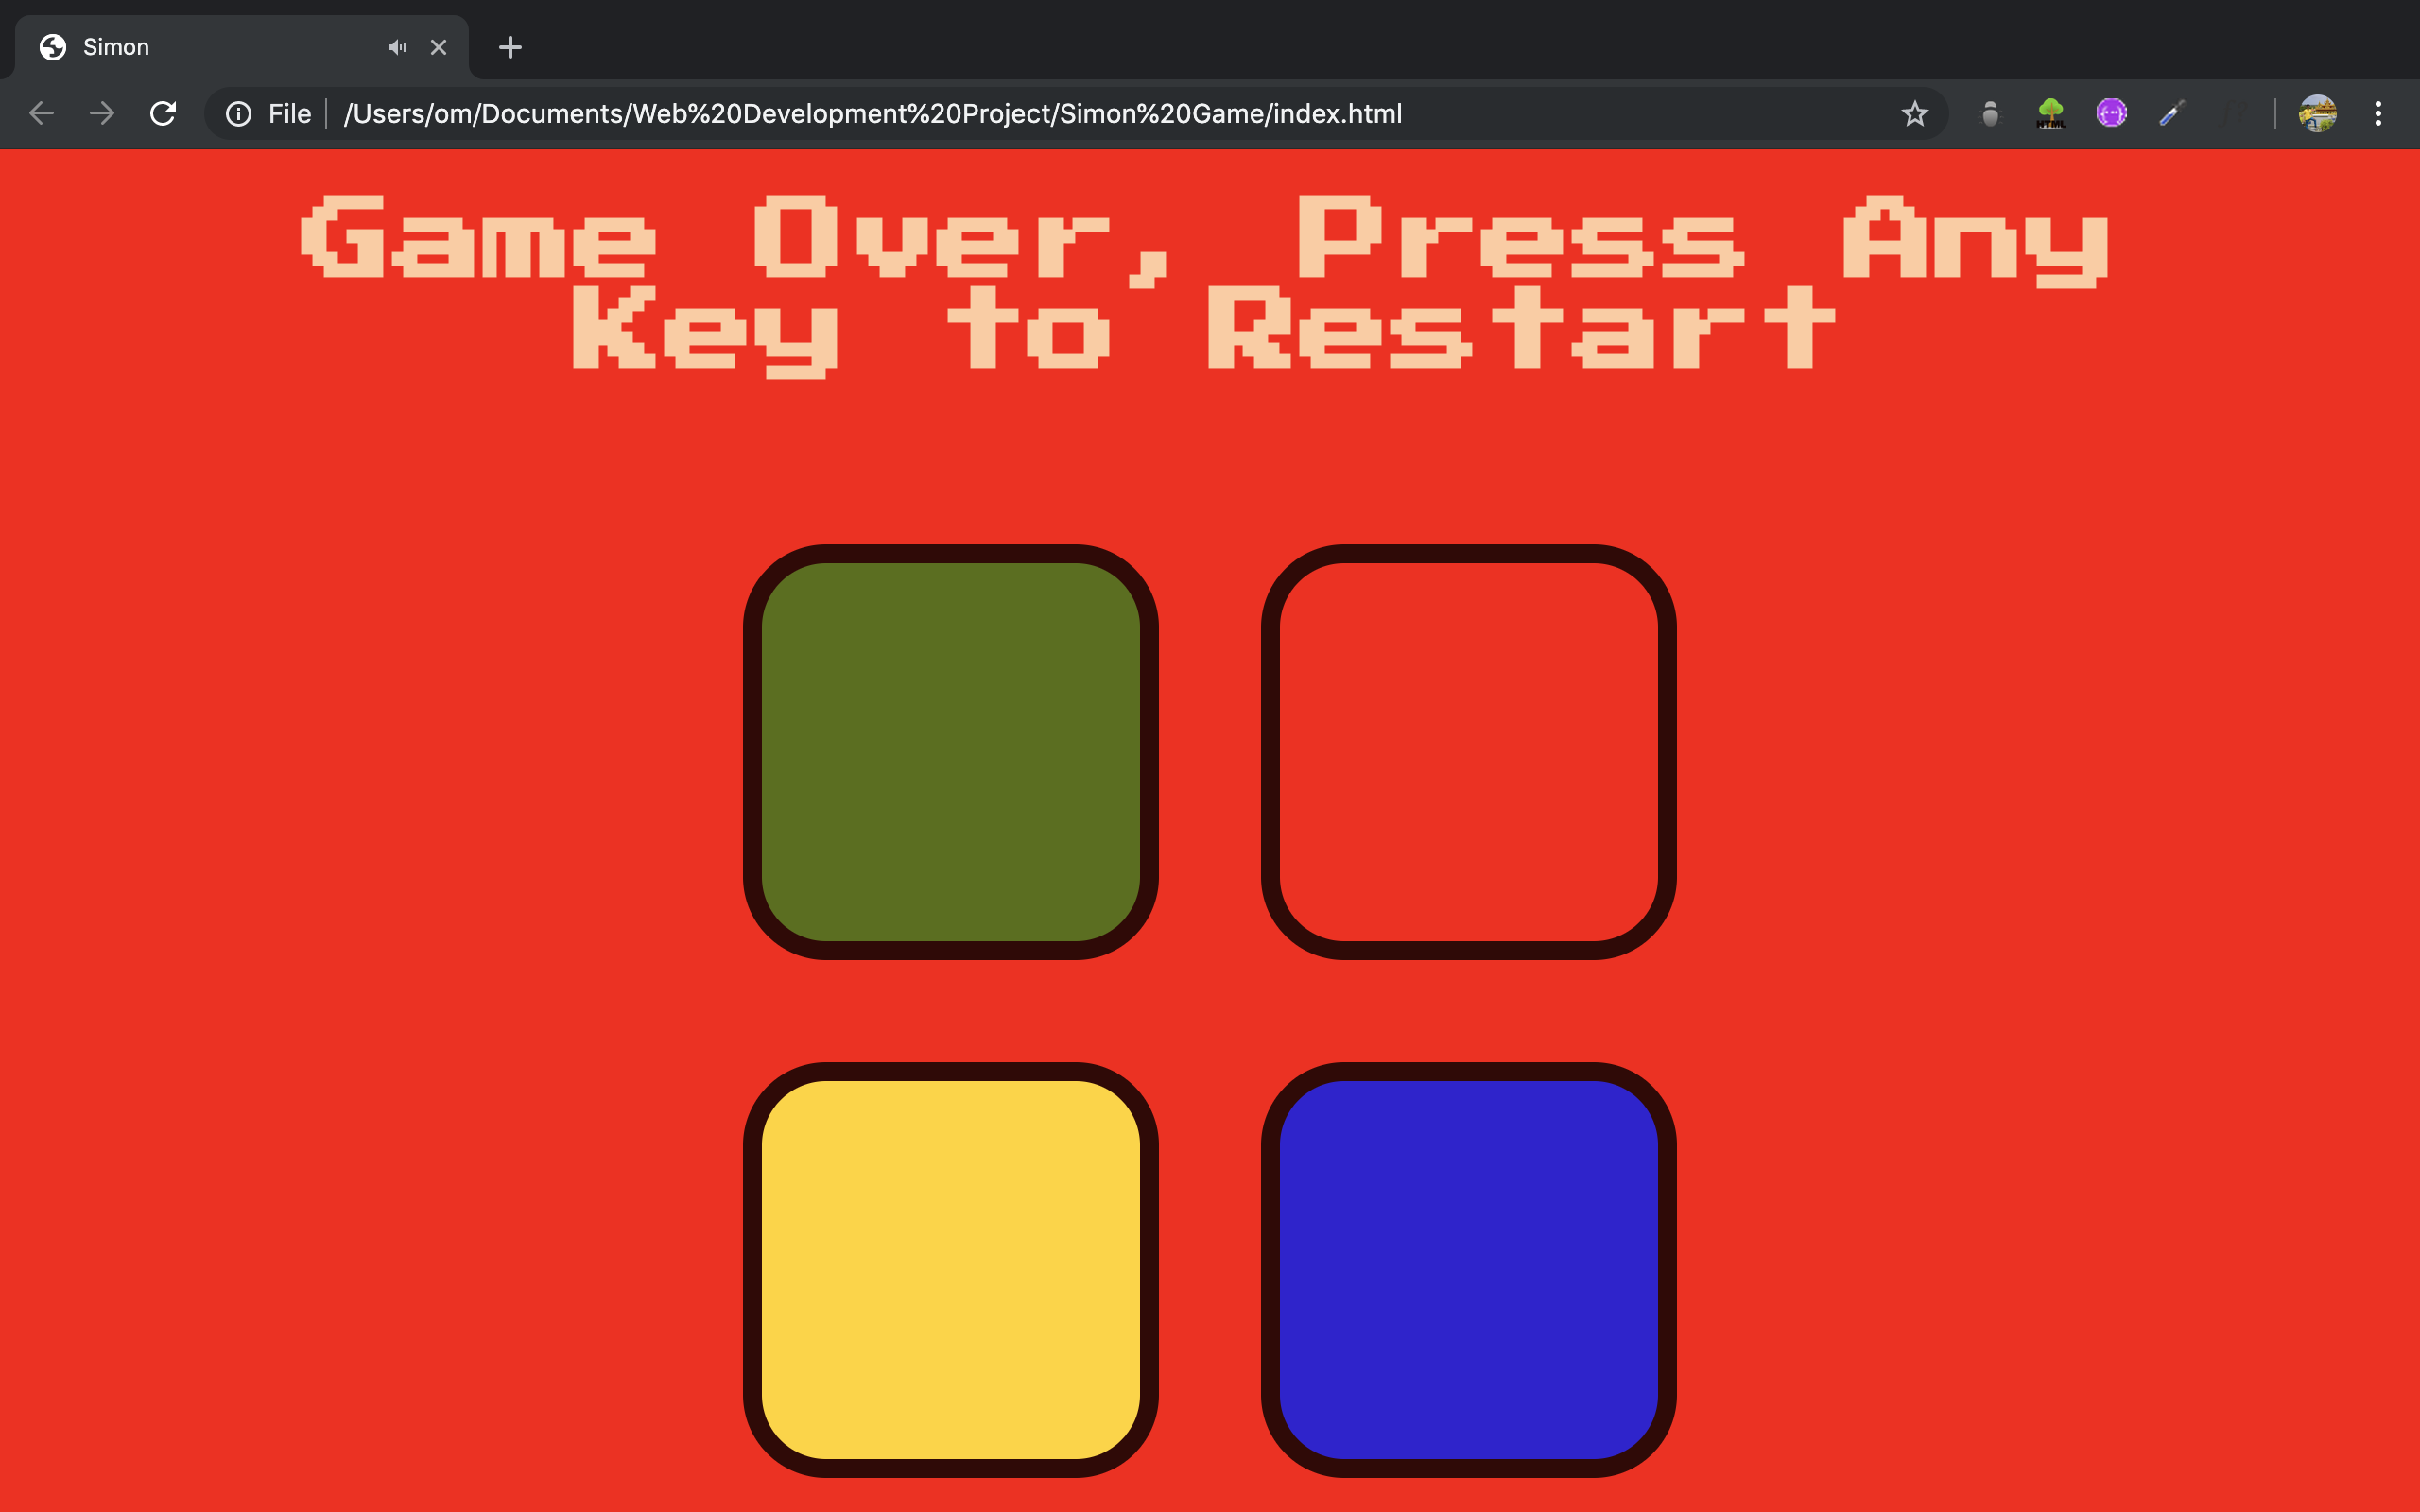 Simon
File
/Users/om/Documents/Web%20Development%20Project/Simon%20Game/index.html
HTML
Game Over, Press Any
Key to Restart